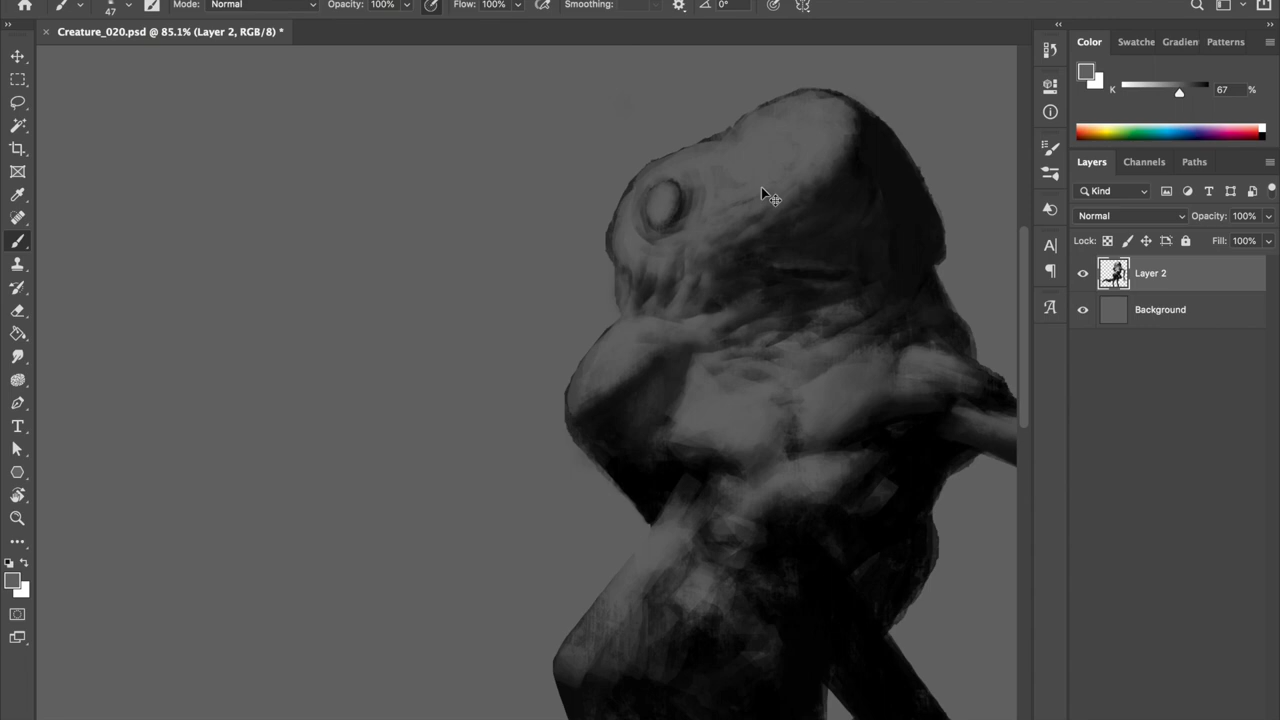 47 Mode: Normal Opacity: 100% Flow: 100% Smoothing: 0°
Creature_020.psd @ 85.1% (Layer 2, RGB/8) *
Color Swatche Gradien Patterns
K 67 %
Layers Channels Paths
Kind
Normal Opacity: 100%
Lock: Fill: 100%
Layer 2
Background